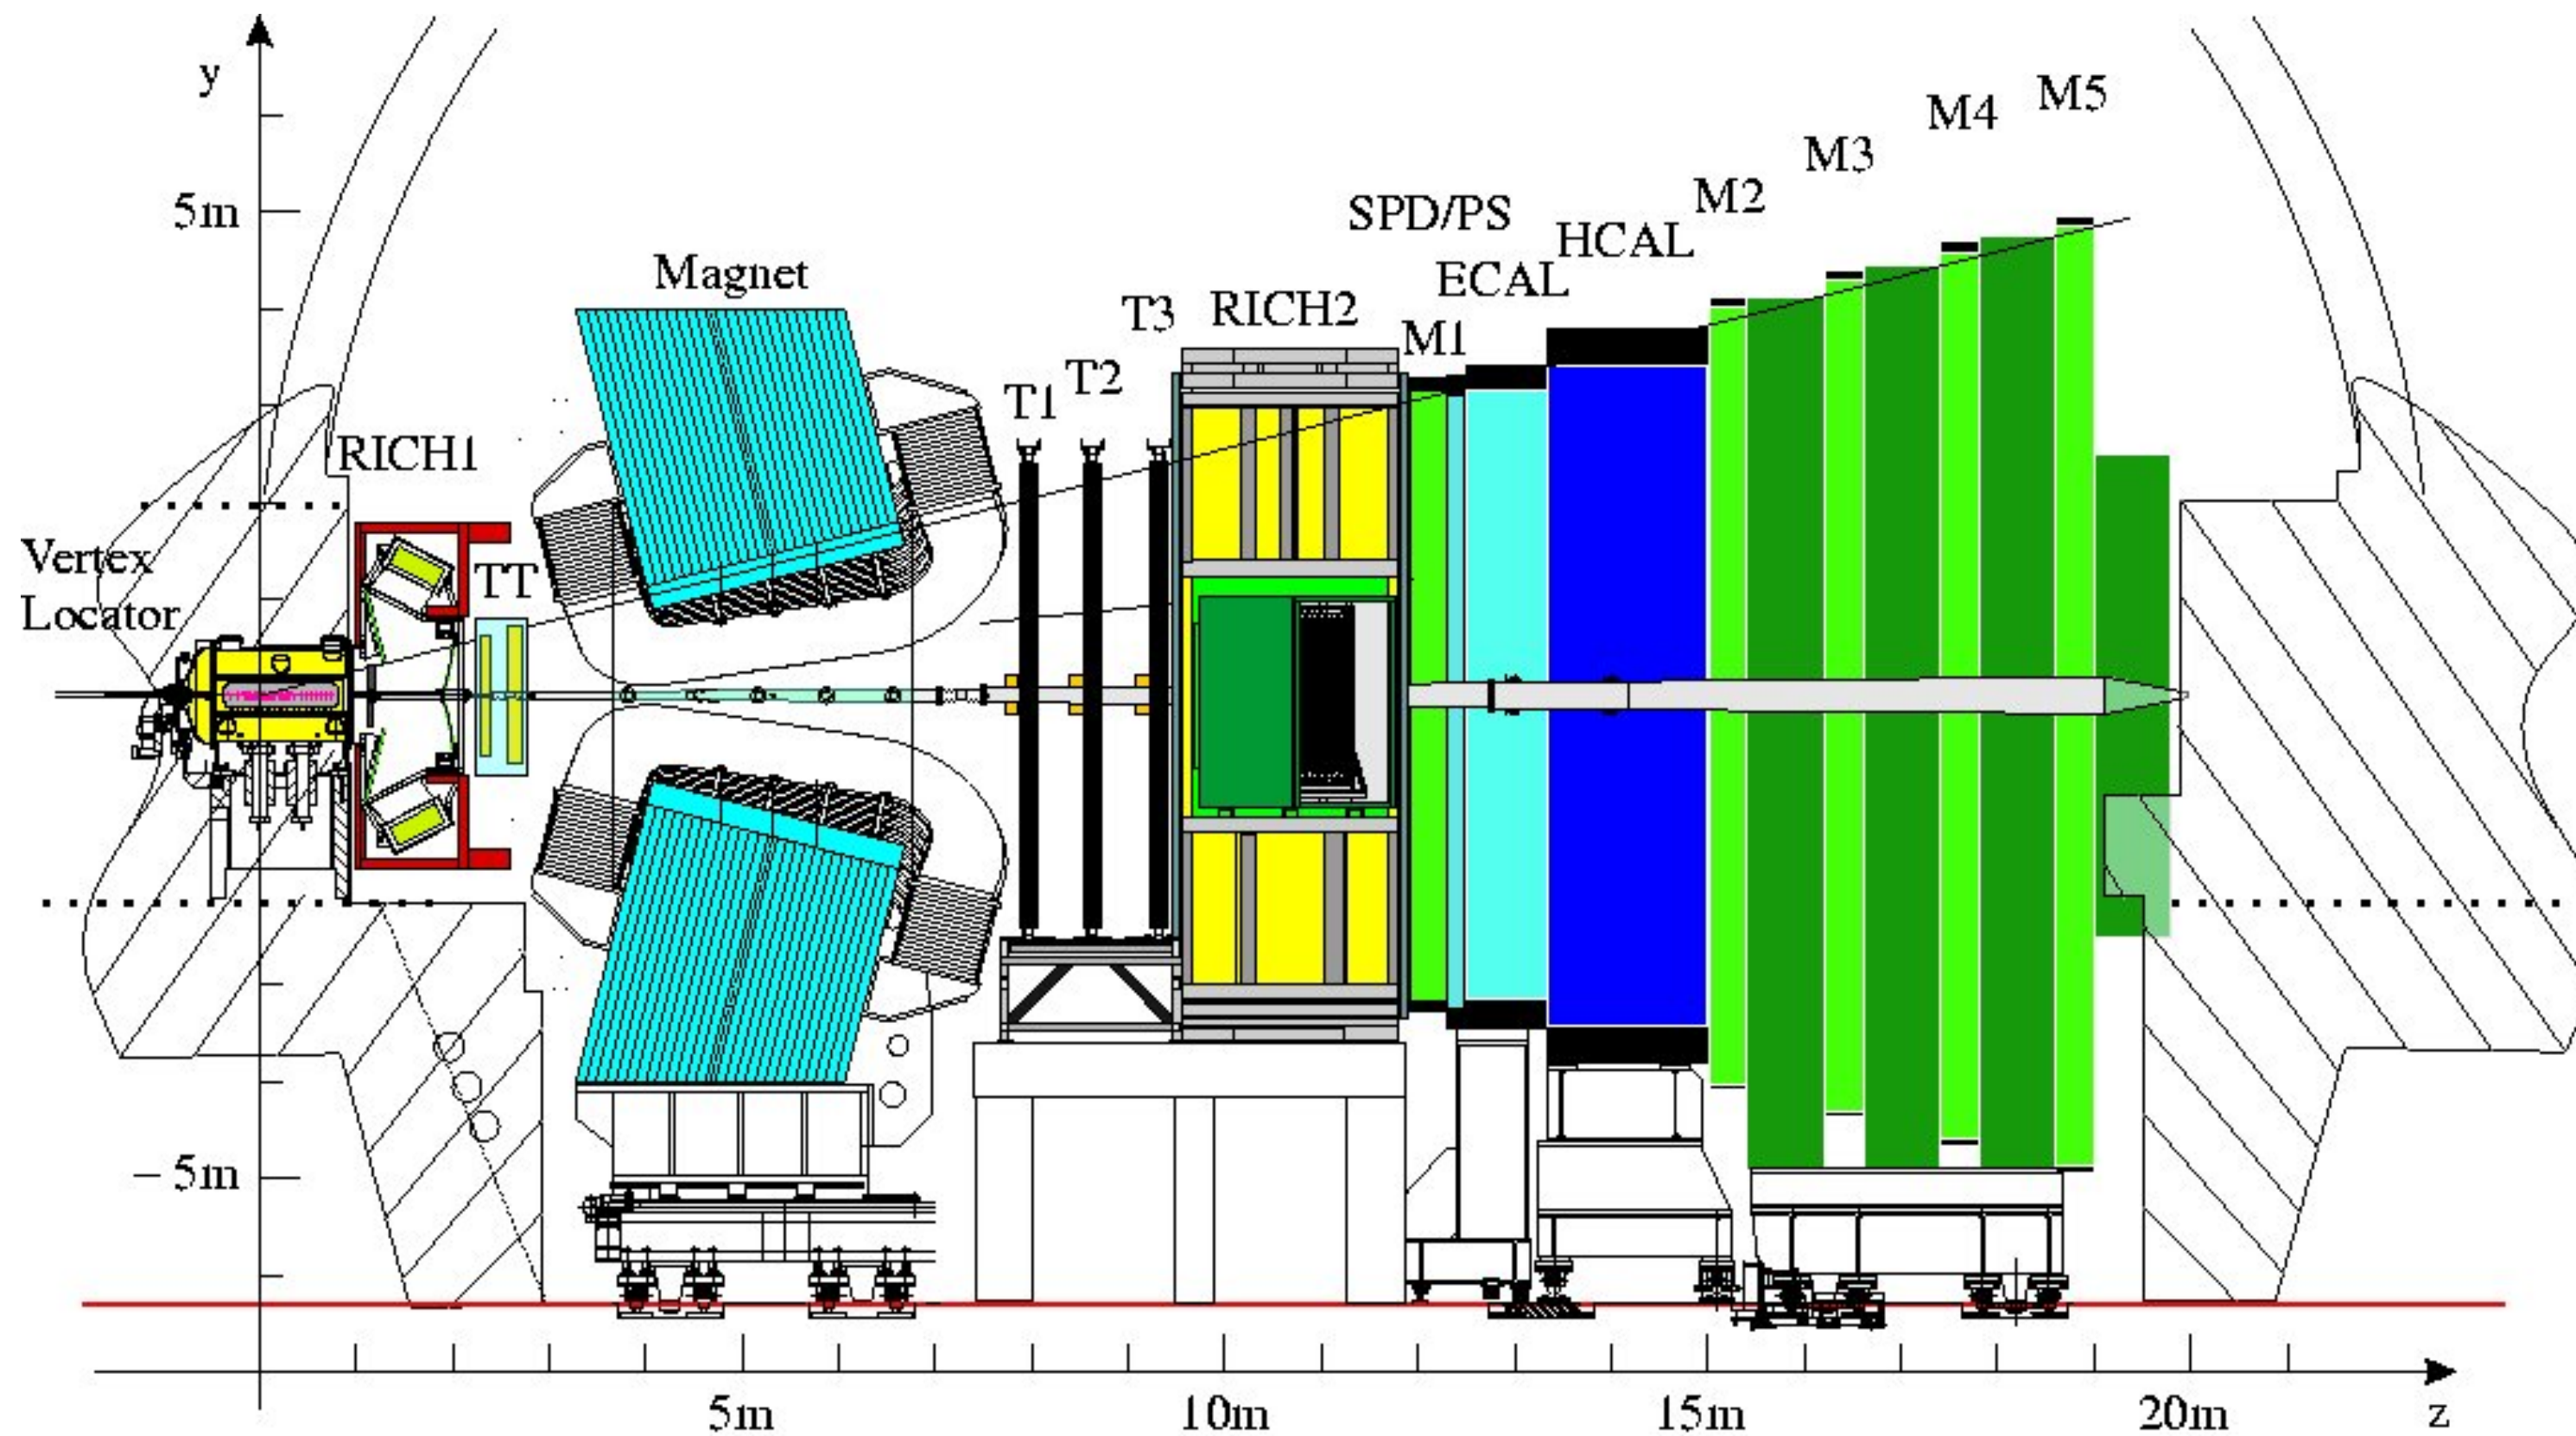 y
5m
Magnet
RICH1
Vertex
Locator
TT
T1
T2
T3
RICH2
M1
SPD/PS
ECAL
HCAL
M2
M3
M4
M5
– 5m
5m
10m
15m
20m
z